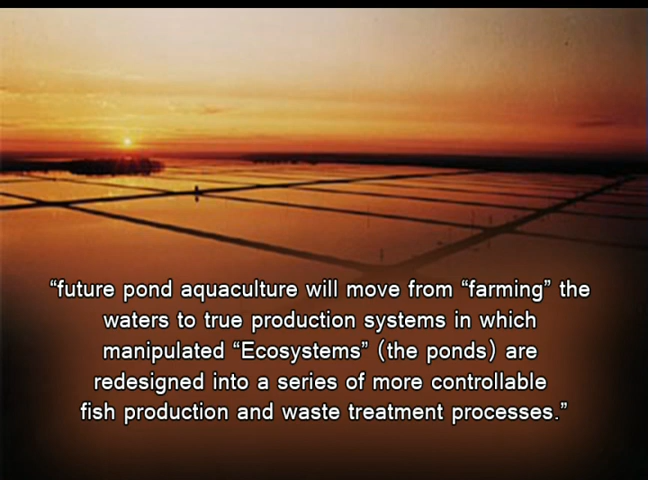 “future pond aquaculture will move from “farming” the
waters to true production systems in which
manipulated “Ecosystems” (the ponds) are
redesigned into a series of more controllable
fish production and waste treatment processes.”